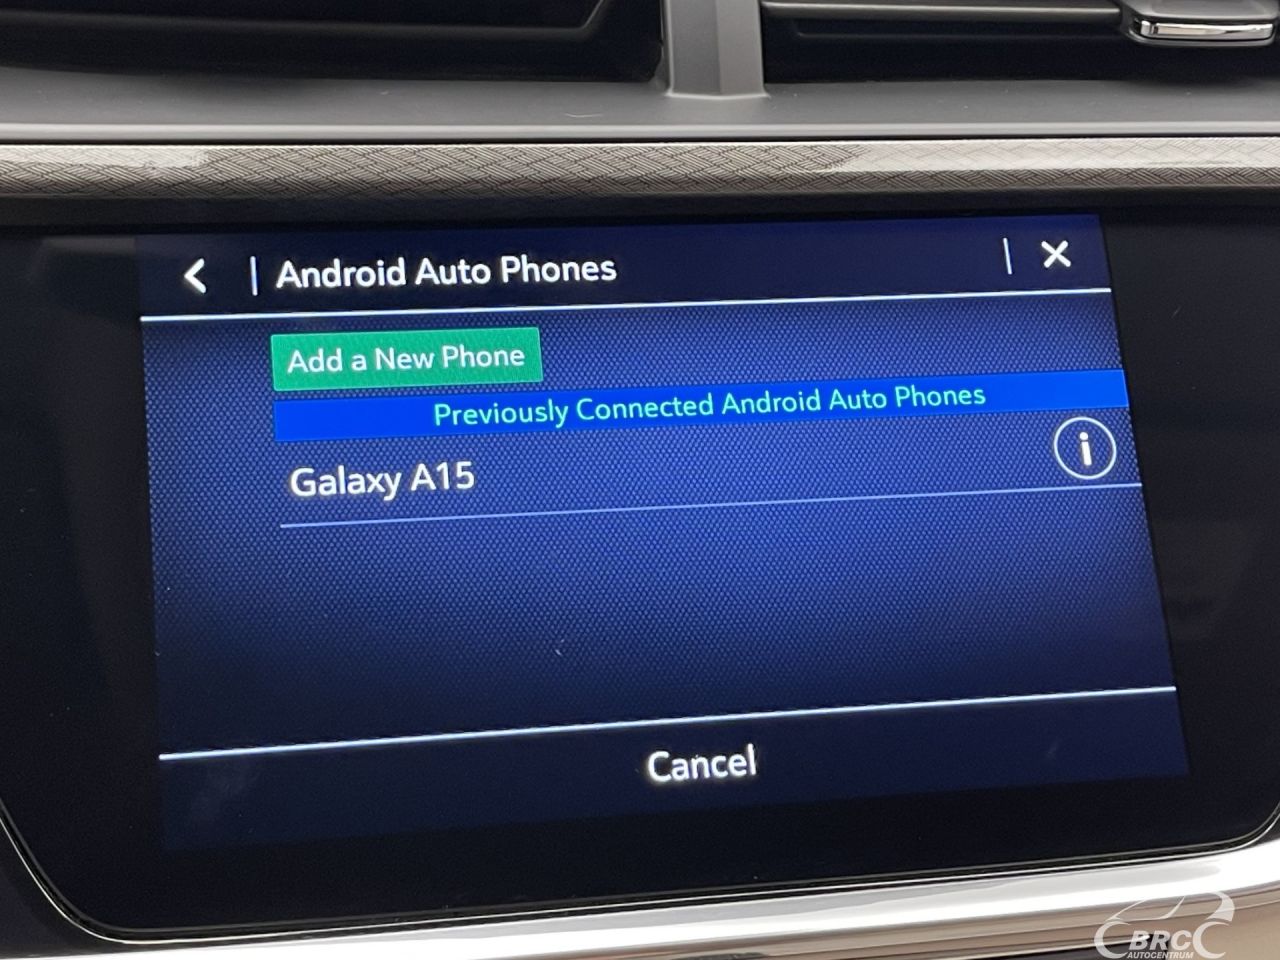 Android Auto Phones
Add a New Phone
Previously Connected Android Auto Phones
Galaxy A15
Cancel
BRC
AUTOCENTRUM